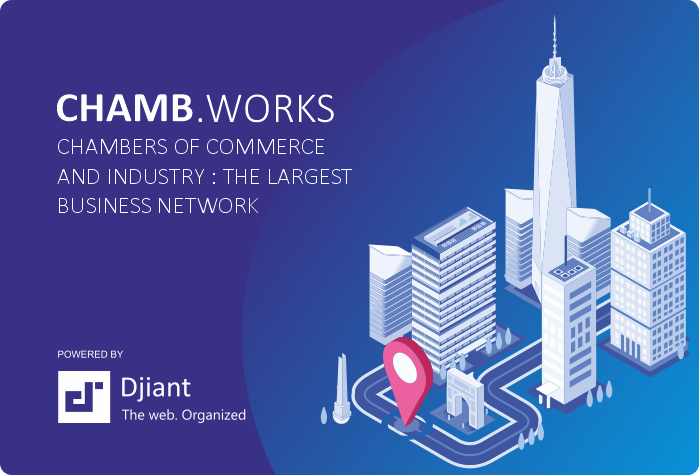 CHAMB.WORKS
CHAMBERS OF COMMERCE
AND INDUSTRY : THE LARGEST
BUSINESS NETWORK
POWERED BY
Djiant
The web. Organized